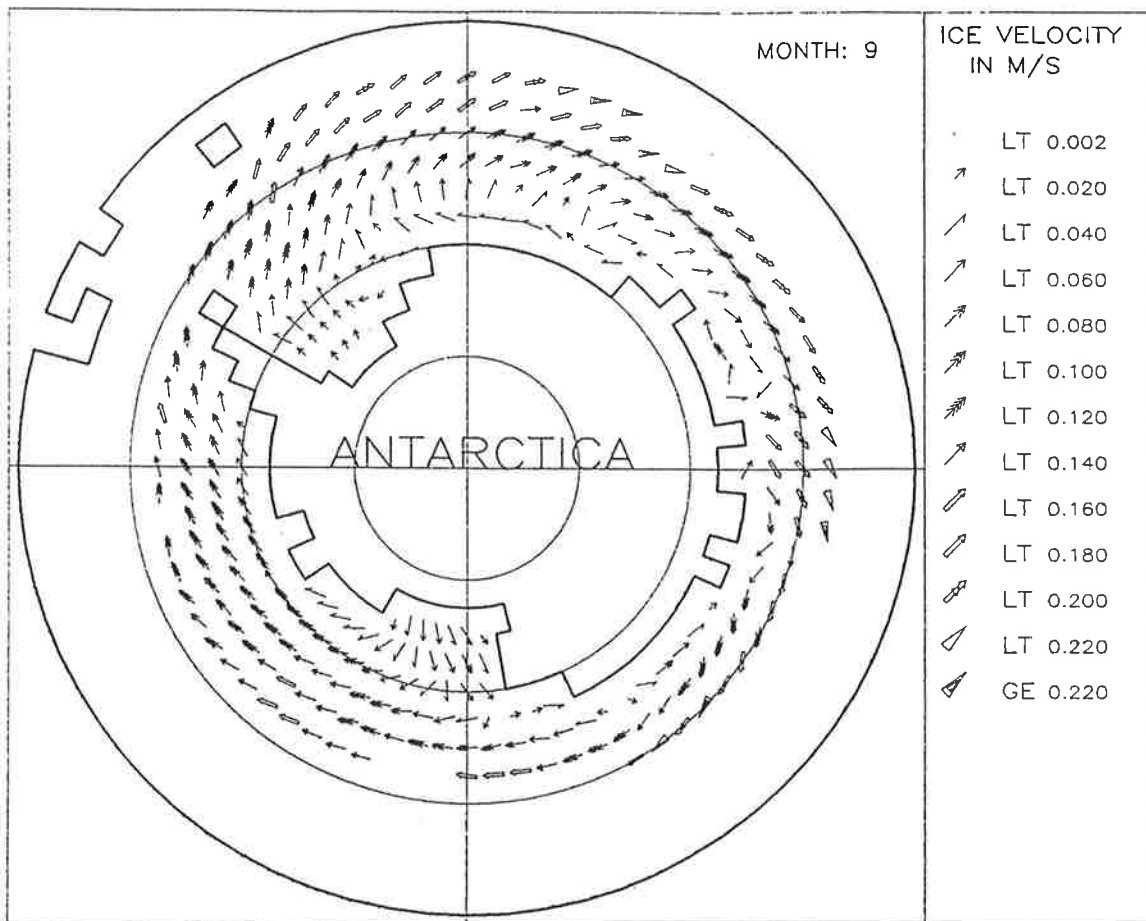 MONTH: 9
ANTARCTICA
ICE VELOCITY
IN M/S
LT 0.002
LT 0.020
LT 0.040
LT 0.060
LT 0.080
LT 0.100
LT 0.120
LT 0.140
LT 0.160
LT 0.180
LT 0.200
LT 0.220
GE 0.220